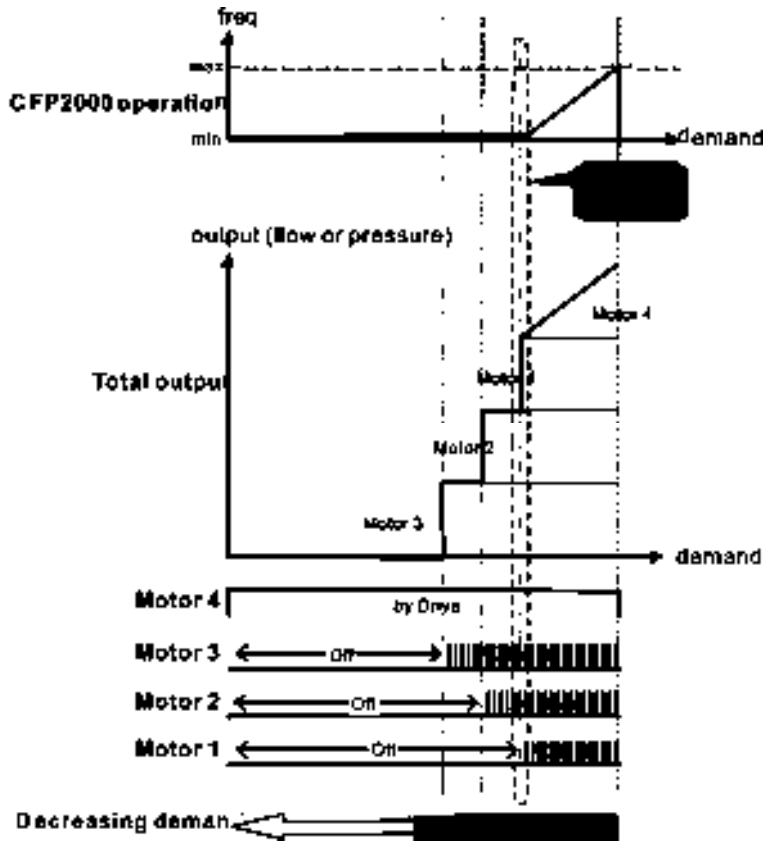 freq
max
CFP2000 operation
min
demand
output (flow or pressure)
Motor 4
Motor
Total output
Motor 2
Motor 3
demand
Motor 4
by Drive
Motor 3
Off
Motor 2
Off
Motor 1
Off
Decreasing deman